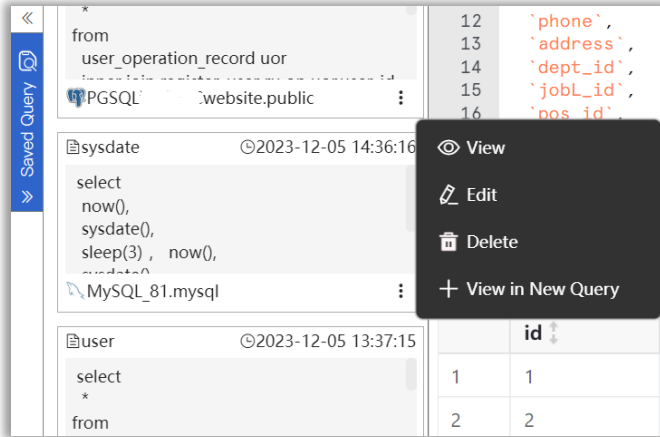 «
Saved Query
»
*
from
user_operation_record uor
PGSQL .website.public
sysdate 2023-12-05 14:36:16
select
now(),
sysdate(),
sleep(3) , now(),
sysdate()
MySQL_81.mysql
user 2023-12-05 13:37:15
select
*
from
12 `phone`,
13 `address`,
14 `dept_id`,
15 `jobL_id`,
16 `pos_id`,
View
Edit
Delete
View in New Query
id
1 1
2 2